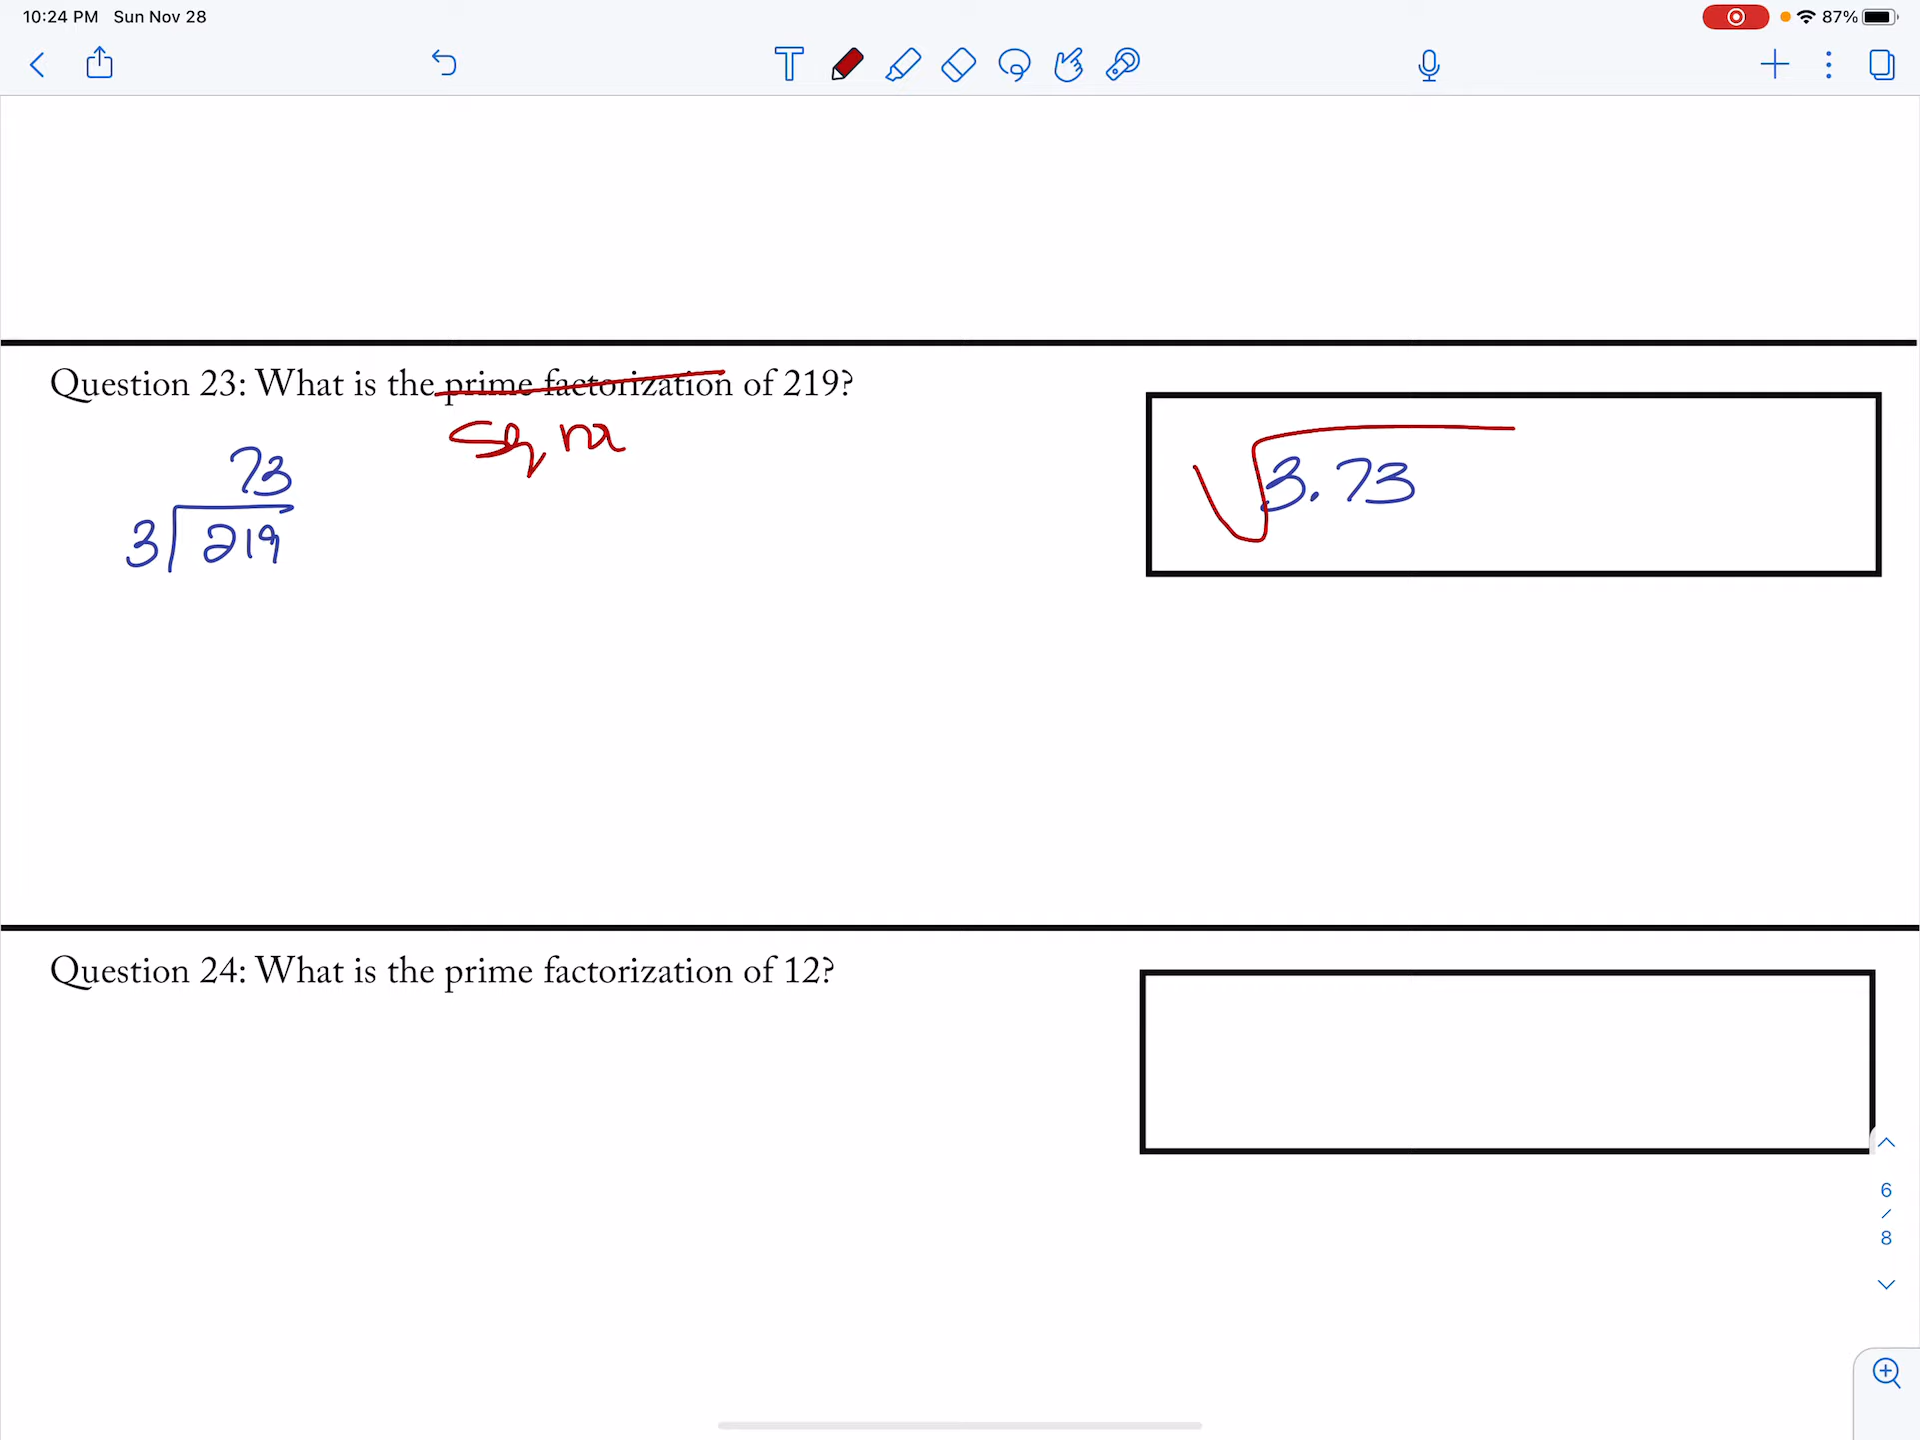 10:24 PM Sun Nov 28
87%
T
Question 23: What is the prime factorization of 219?
73
3 219
√3.73
Question 24: What is the prime factorization of 12?
6
/
8